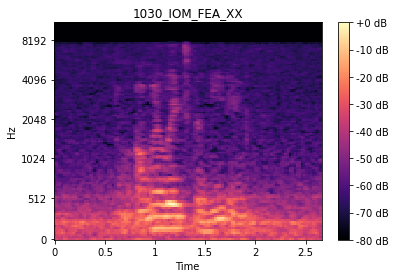 1030_IOM_FEA_XX
+0 dB
8192
-10 dB
4096
-20 dB
-30 dB
2048
Hz
-40 dB
1024
-50 dB
512
-60 dB
-70 dB
0
-80 dB
0 0.5 1 1.5 2 2.5
Time